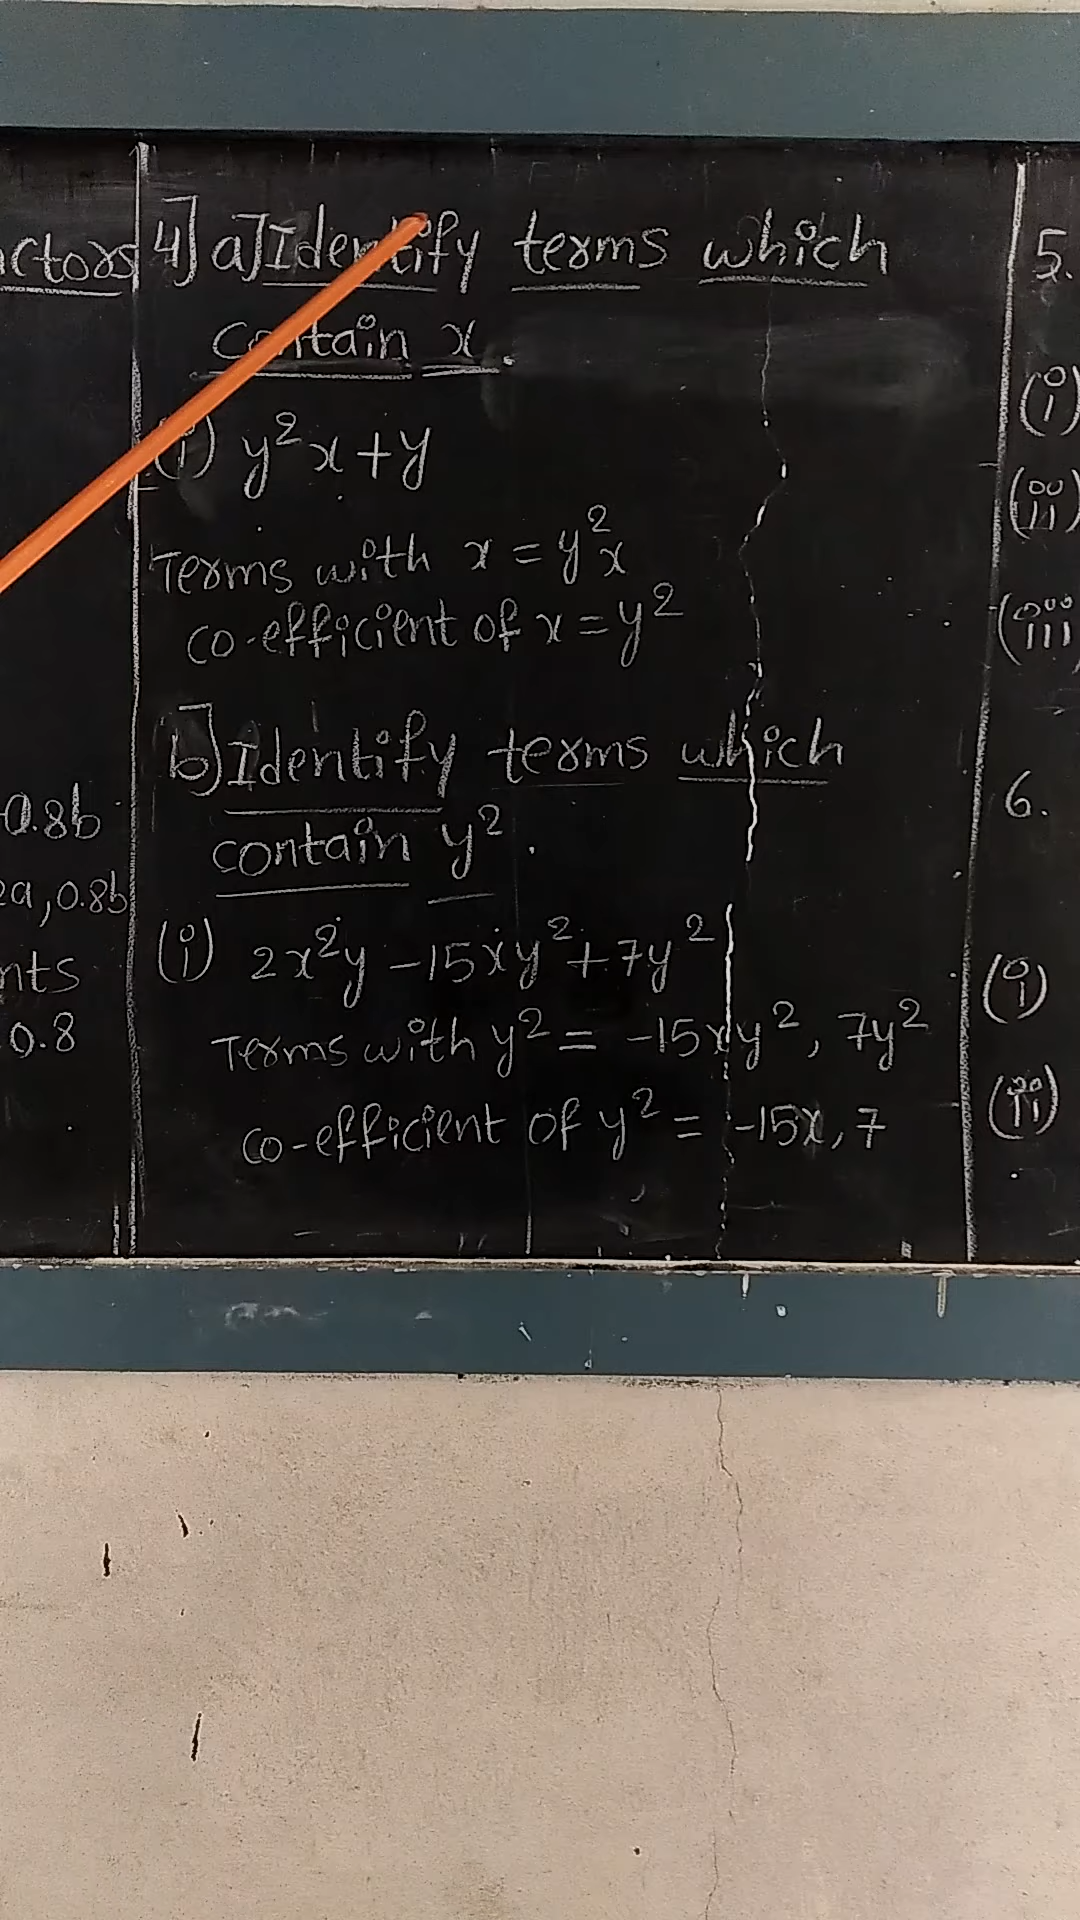 actors
0.8b
2a, 0.8b
nts
0.8
4] a] Identify terms which
contain x.
(i) y²x + y
Terms with x = y²x
co-efficient of x = y²
b] Identify terms which
contain y².
(i) 2x²y - 15xy² + 7y²
Terms with y² = -15xy², 7y²
co-efficient of y² = -15x, 7
5.
(i)
(ii)
(iii)
6.
(i)
(ii)